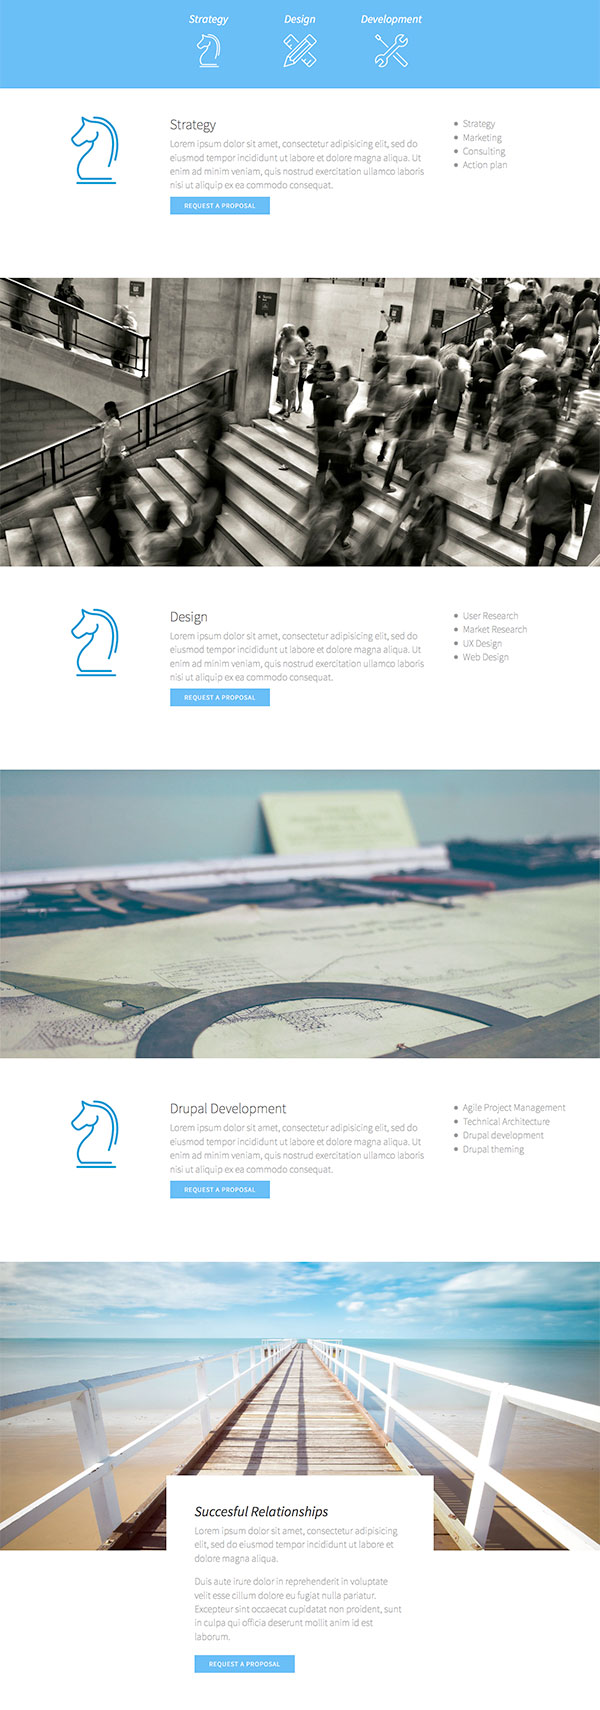 Strategy Design Development
Strategy
Lorem ipsum dolor sit amet, consectetur adipisicing elit, sed do
eiusmod tempor incididunt ut labore et dolore magna aliqua. Ut
enim ad minim veniam, quis nostrud exercitation ullamco laboris
nisi ut aliquip ex ea commodo consequat.
REQUEST A PROPOSAL
Strategy
Marketing
Consulting
Action plan
Design
Lorem ipsum dolor sit amet, consectetur adipisicing elit, sed do
eiusmod tempor incididunt ut labore et dolore magna aliqua. Ut
enim ad minim veniam, quis nostrud exercitation ullamco laboris
nisi ut aliquip ex ea commodo consequat.
REQUEST A PROPOSAL
User Research
Market Research
UX Design
Web Design
Drupal Development
Lorem ipsum dolor sit amet, consectetur adipisicing elit, sed do
eiusmod tempor incididunt ut labore et dolore magna aliqua. Ut
enim ad minim veniam, quis nostrud exercitation ullamco laboris
nisi ut aliquip ex ea commodo consequat.
REQUEST A PROPOSAL
Agile Project Management
Technical Architecture
Drupal development
Drupal theming
Succesful Relationships
Lorem ipsum dolor sit amet, consectetur adipisicing
elit, sed do eiusmod tempor incididunt ut labore et
dolore magna aliqua.
Duis aute irure dolor in reprehenderit in voluptate
velit esse cillum dolore eu fugiat nulla pariatur.
Excepteur sint occaecat cupidatat non proident, sunt
in culpa qui officia deserunt mollit anim id est
laborum.
REQUEST A PROPOSAL